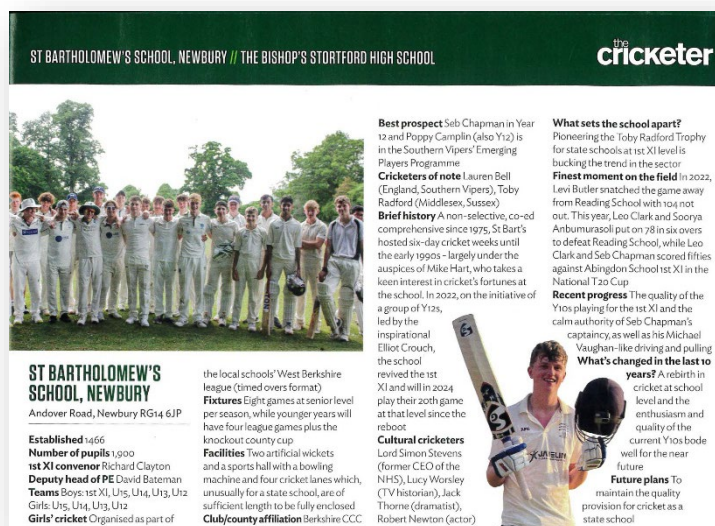 ST BARTHOLOMEW'S SCHOOL, NEWBURY // THE BISHOP'S STORTFORD HIGH SCHOOL
the
cricketer
ST BARTHOLOMEW'S
SCHOOL, NEWBURY
Andover Road, Newbury RG14 6JP
Established 1466
Number of pupils 1,900
1st XI convenor Richard Clayton
Deputy head of PE David Bateman
Teams Boys: 1st XI, U15, U14, U13, U12
Girls: U15, U14, U13, U12
Girls' cricket Organised as part of
the local schools' West Berkshire
league (timed overs format)
Fixtures Eight games at senior level
per season, while younger years will
have four league games plus the
knockout county cup
Facilities Two artificial wickets
and a sports hall with a bowling
machine and four cricket lanes which,
unusually for a state school, are of
sufficient length to be fully enclosed
Club/county affiliation Berkshire CCC
Best prospect Seb Chapman in Year
12 and Poppy Camplin (also Y12) is
in the Southern Vipers' Emerging
Players Programme
Cricketers of note Lauren Bell
(England, Southern Vipers), Toby
Radford (Middlesex, Sussex)
Brief history A non-selective, co-ed
comprehensive since 1975, St Bart's
hosted six-day cricket weeks until
the early 1990s - largely under the
auspices of Mike Hart, who takes a
keen interest in cricket's fortunes at
the school. In 2022, on the initiative of
a group of Y12s,
led by the
inspirational
Elliot Crouch,
the school
revived the 1st
XI and will in 2024
play their 20th game
at that level since the
reboot
Cultural cricketers
Lord Simon Stevens
(former CEO of the
NHS), Lucy Worsley
(TV historian), Jack
Thorne (dramatist),
Robert Newton (actor)
What sets the school apart?
Pioneering the Toby Radford Trophy
for state schools at 1st XI level is
bucking the trend in the sector
Finest moment on the field In 2022,
Levi Butler snatched the game away
from Reading School with 104 not
out. This year, Leo Clark and Soorya
Anbumurasoli put on 78 in six overs
to defeat Reading School, while Leo
Clark and Seb Chapman scored fifties
against Abingdon School 1st XI in the
National T20 Cup
Recent progress The quality of the
Y10s playing for the 1st XI and the
calm authority of Seb Chapman's
captaincy, as well as his Michael
Vaughan-like driving and pulling
What's changed in the last 10
years? A rebirth in
cricket at school
level and the
enthusiasm and
quality of the
current Y10s bode
well for the near
future
Future plans To
maintain the quality
provision for cricket as a
state school